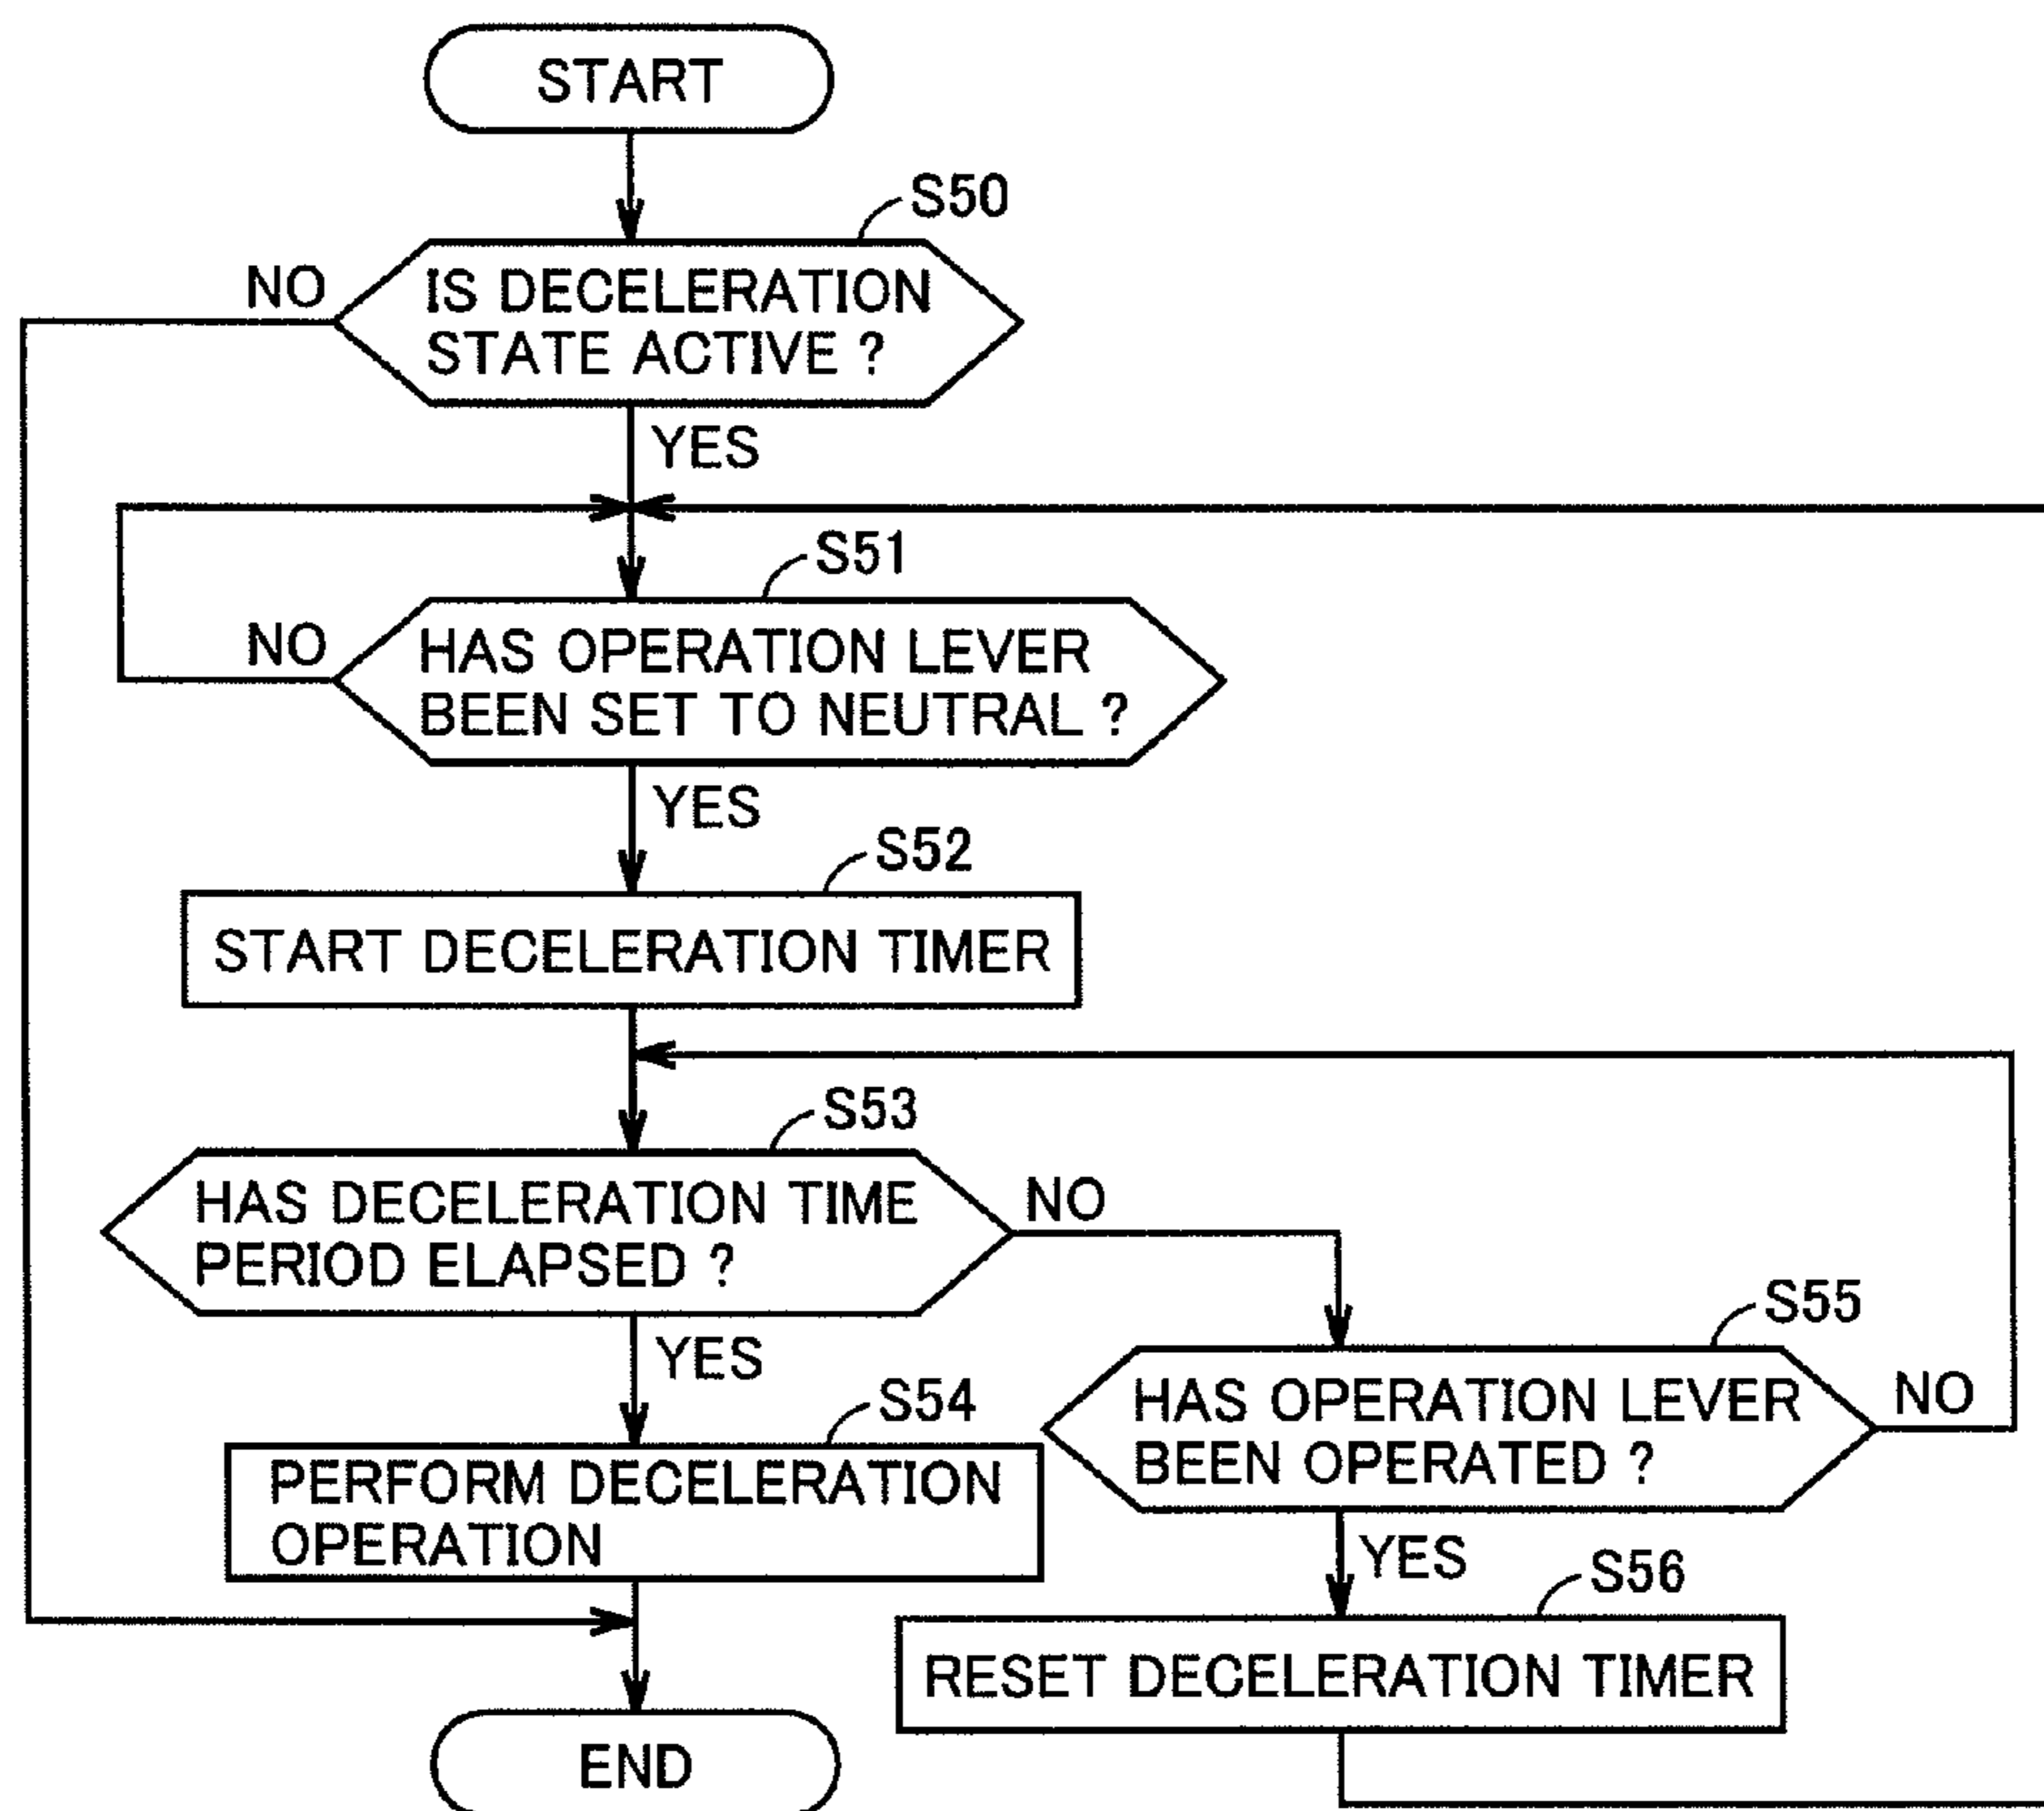 START
S50
NO
IS DECELERATION
STATE ACTIVE ?
YES
S51
NO
HAS OPERATION LEVER
BEEN SET TO NEUTRAL ?
YES
S52
START DECELERATION TIMER
S53
HAS DECELERATION TIME
PERIOD ELAPSED ?
NO
YES
S55
HAS OPERATION LEVER
BEEN OPERATED ?
NO
S54
PERFORM DECELERATION
OPERATION
YES
S56
RESET DECELERATION TIMER
END